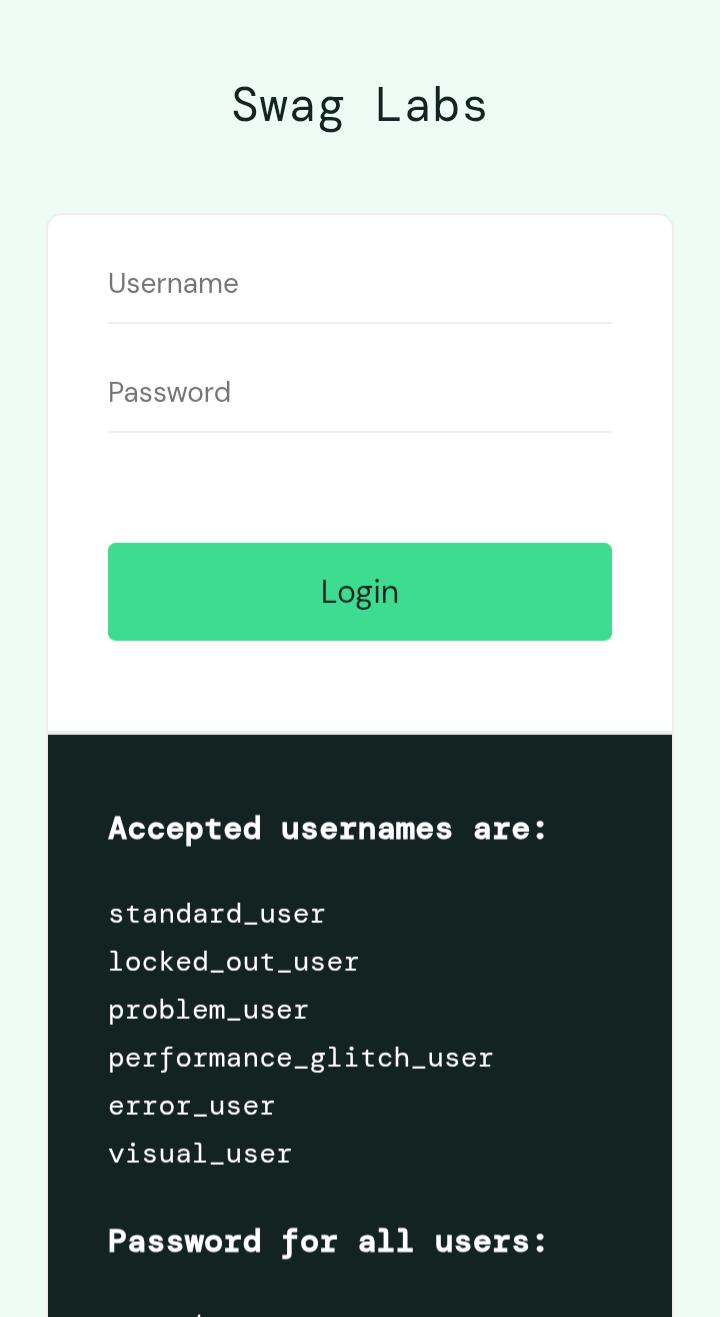 Swag Labs
Username
Password
Login
Accepted usernames are:
standard_user
locked_out_user
problem_user
performance_glitch_user
error_user
visual_user
Password for all users: